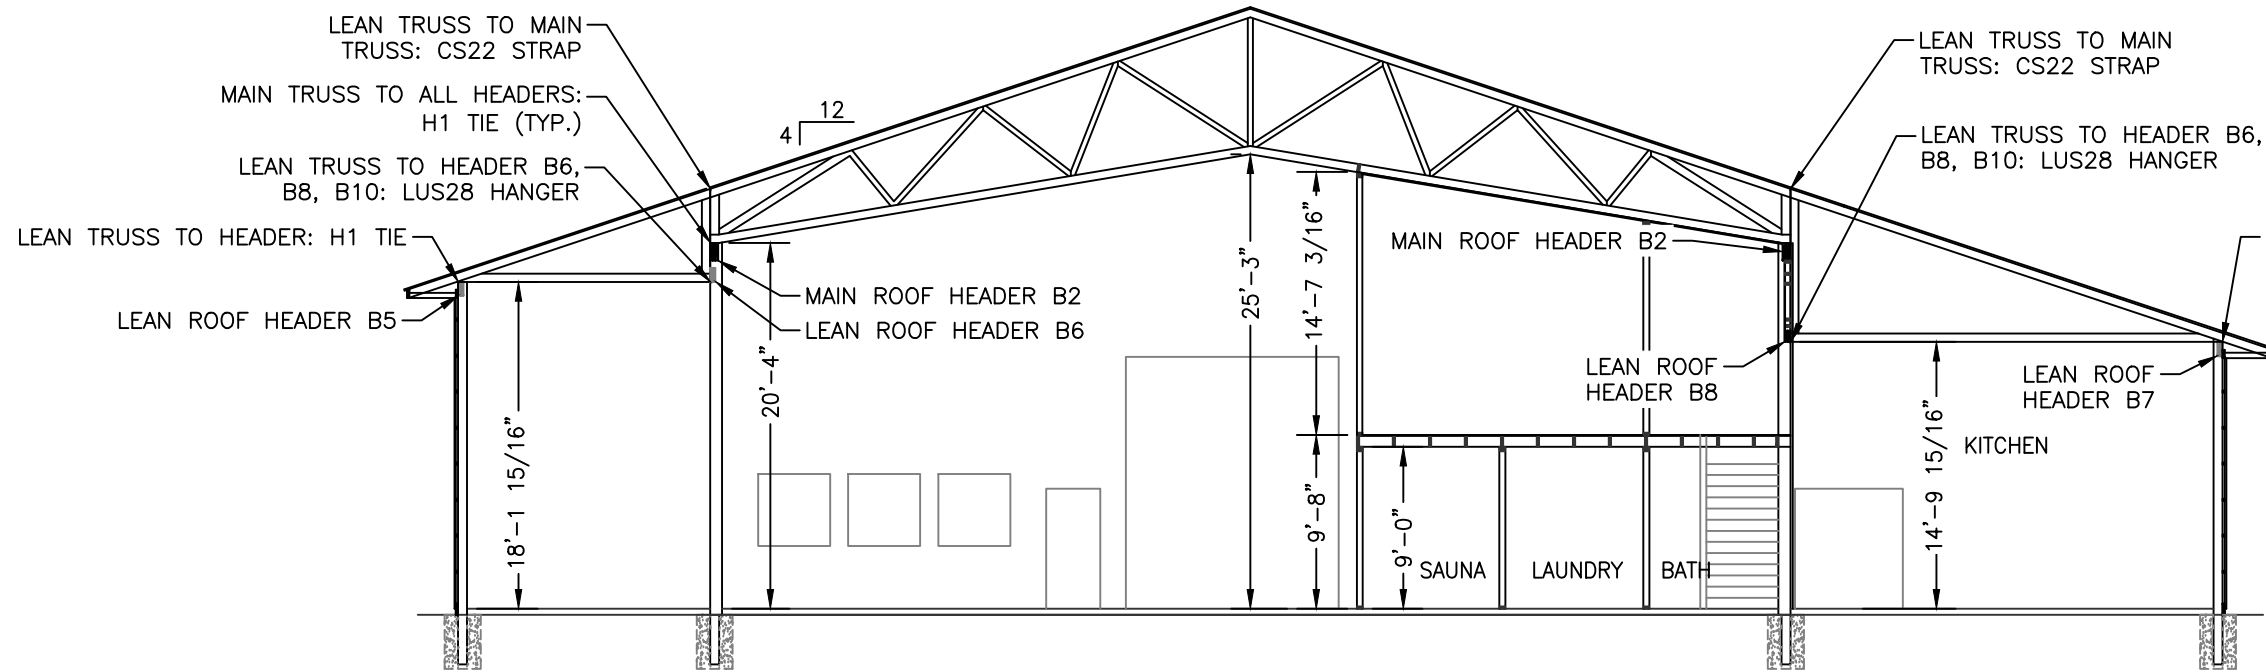 LEAN TRUSS TO MAIN
TRUSS: CS22 STRAP
MAIN TRUSS TO ALL HEADERS:
H1 TIE (TYP.)
LEAN TRUSS TO HEADER B6,
B8, B10: LUS28 HANGER
LEAN TRUSS TO HEADER: H1 TIE
LEAN ROOF HEADER B5
12
4
MAIN ROOF HEADER B2
LEAN ROOF HEADER B6
18'-1 15/16"
20'-4"
25'-3"
14'-7 3/16"
9'-8"
9'-0"
SAUNA
LAUNDRY
BATH
MAIN ROOF HEADER B2
LEAN ROOF
HEADER B8
LEAN TRUSS TO MAIN
TRUSS: CS22 STRAP
LEAN TRUSS TO HEADER B6,
B8, B10: LUS28 HANGER
LEAN ROOF
HEADER B7
14'-9 15/16"
KITCHEN